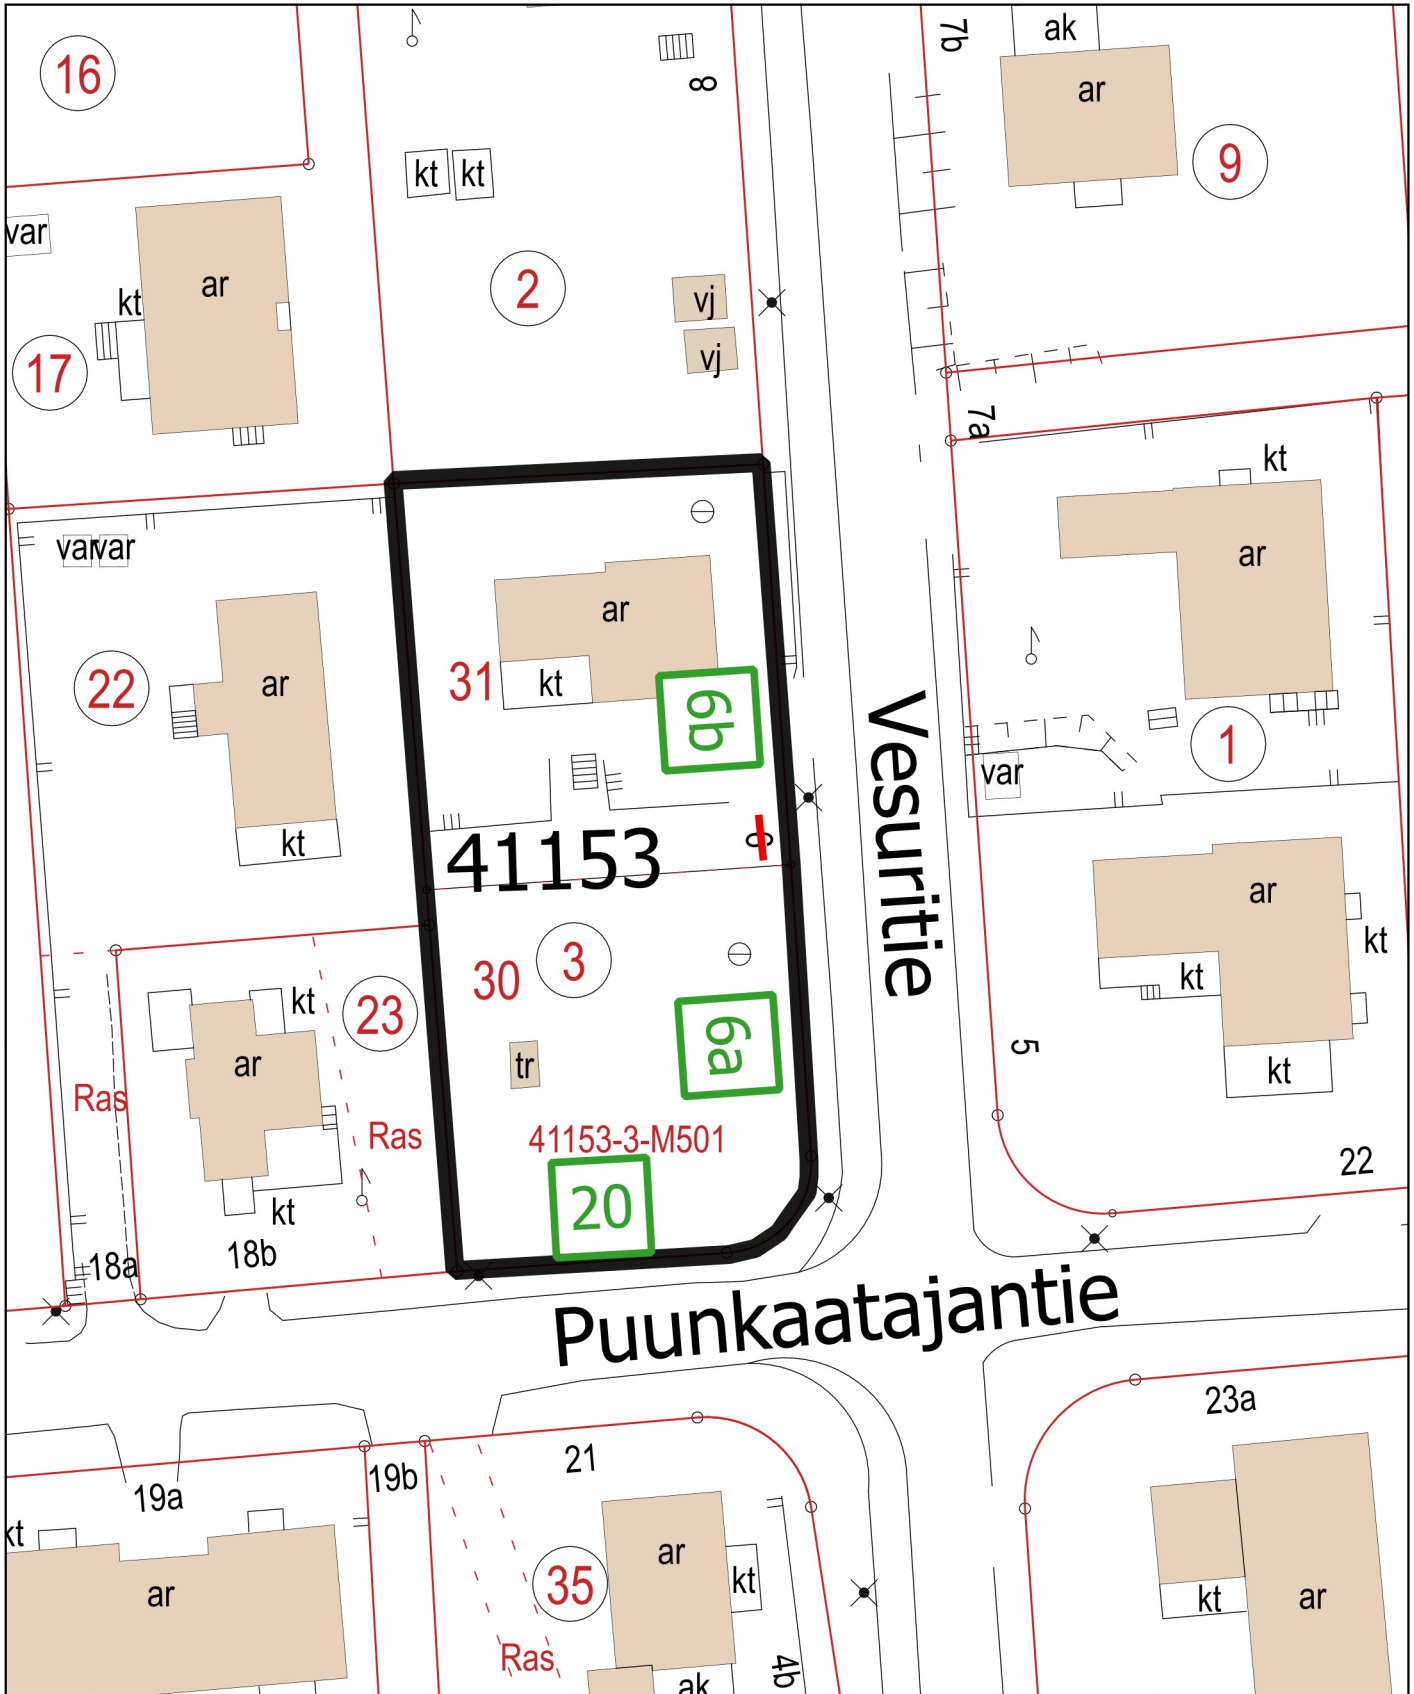 16
8
7b
ak
ar
9
kt
kt
var
ar
kt
2
vj
vj
17
7a
kt
var
var
ar
ar
31
kt
22
ar
6b
Vesuritie
1
var
kt
41153
6
ar
kt
kt
30
3
23
kt
ar
tr
6a
5
kt
Ras
Ras
41153-3-M501
20
22
kt
18a
18b
Puunkaatajantie
23a
21
19b
19a
kt
ar
ar
35
kt
kt
ar
Ras
4b
ak